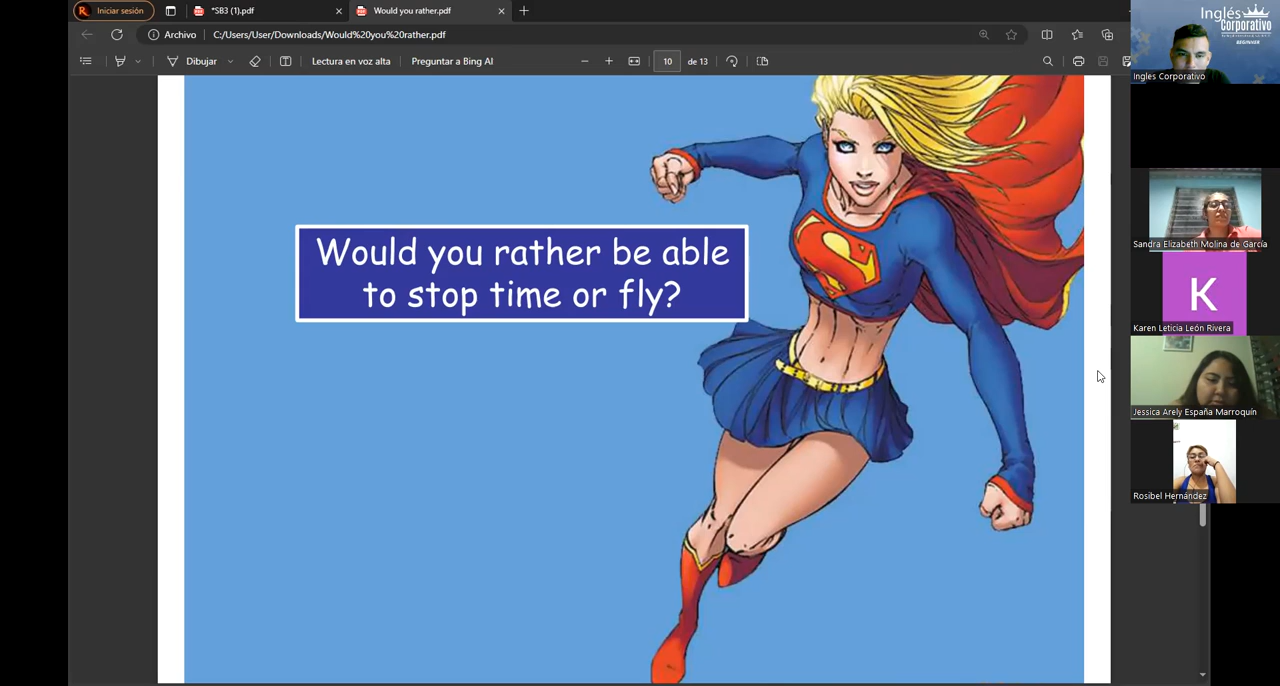 Iniciar sesión
*SB3 (1).pdf
Would you rather.pdf
Archivo
C:/Users/User/Downloads/Would%20you%20rather.pdf
Dibujar
Lectura en voz alta
Preguntar a Bing AI
10
de 13
Would you rather be able
to stop time or fly?
S
Inglés
Corporativo
BEGINNER
Ingles Corporativo
Sandra Elizabeth Molina de García
K
Karen Leticia León Rivera
Jessica Arely España Marroquín
Rosibel Hernández